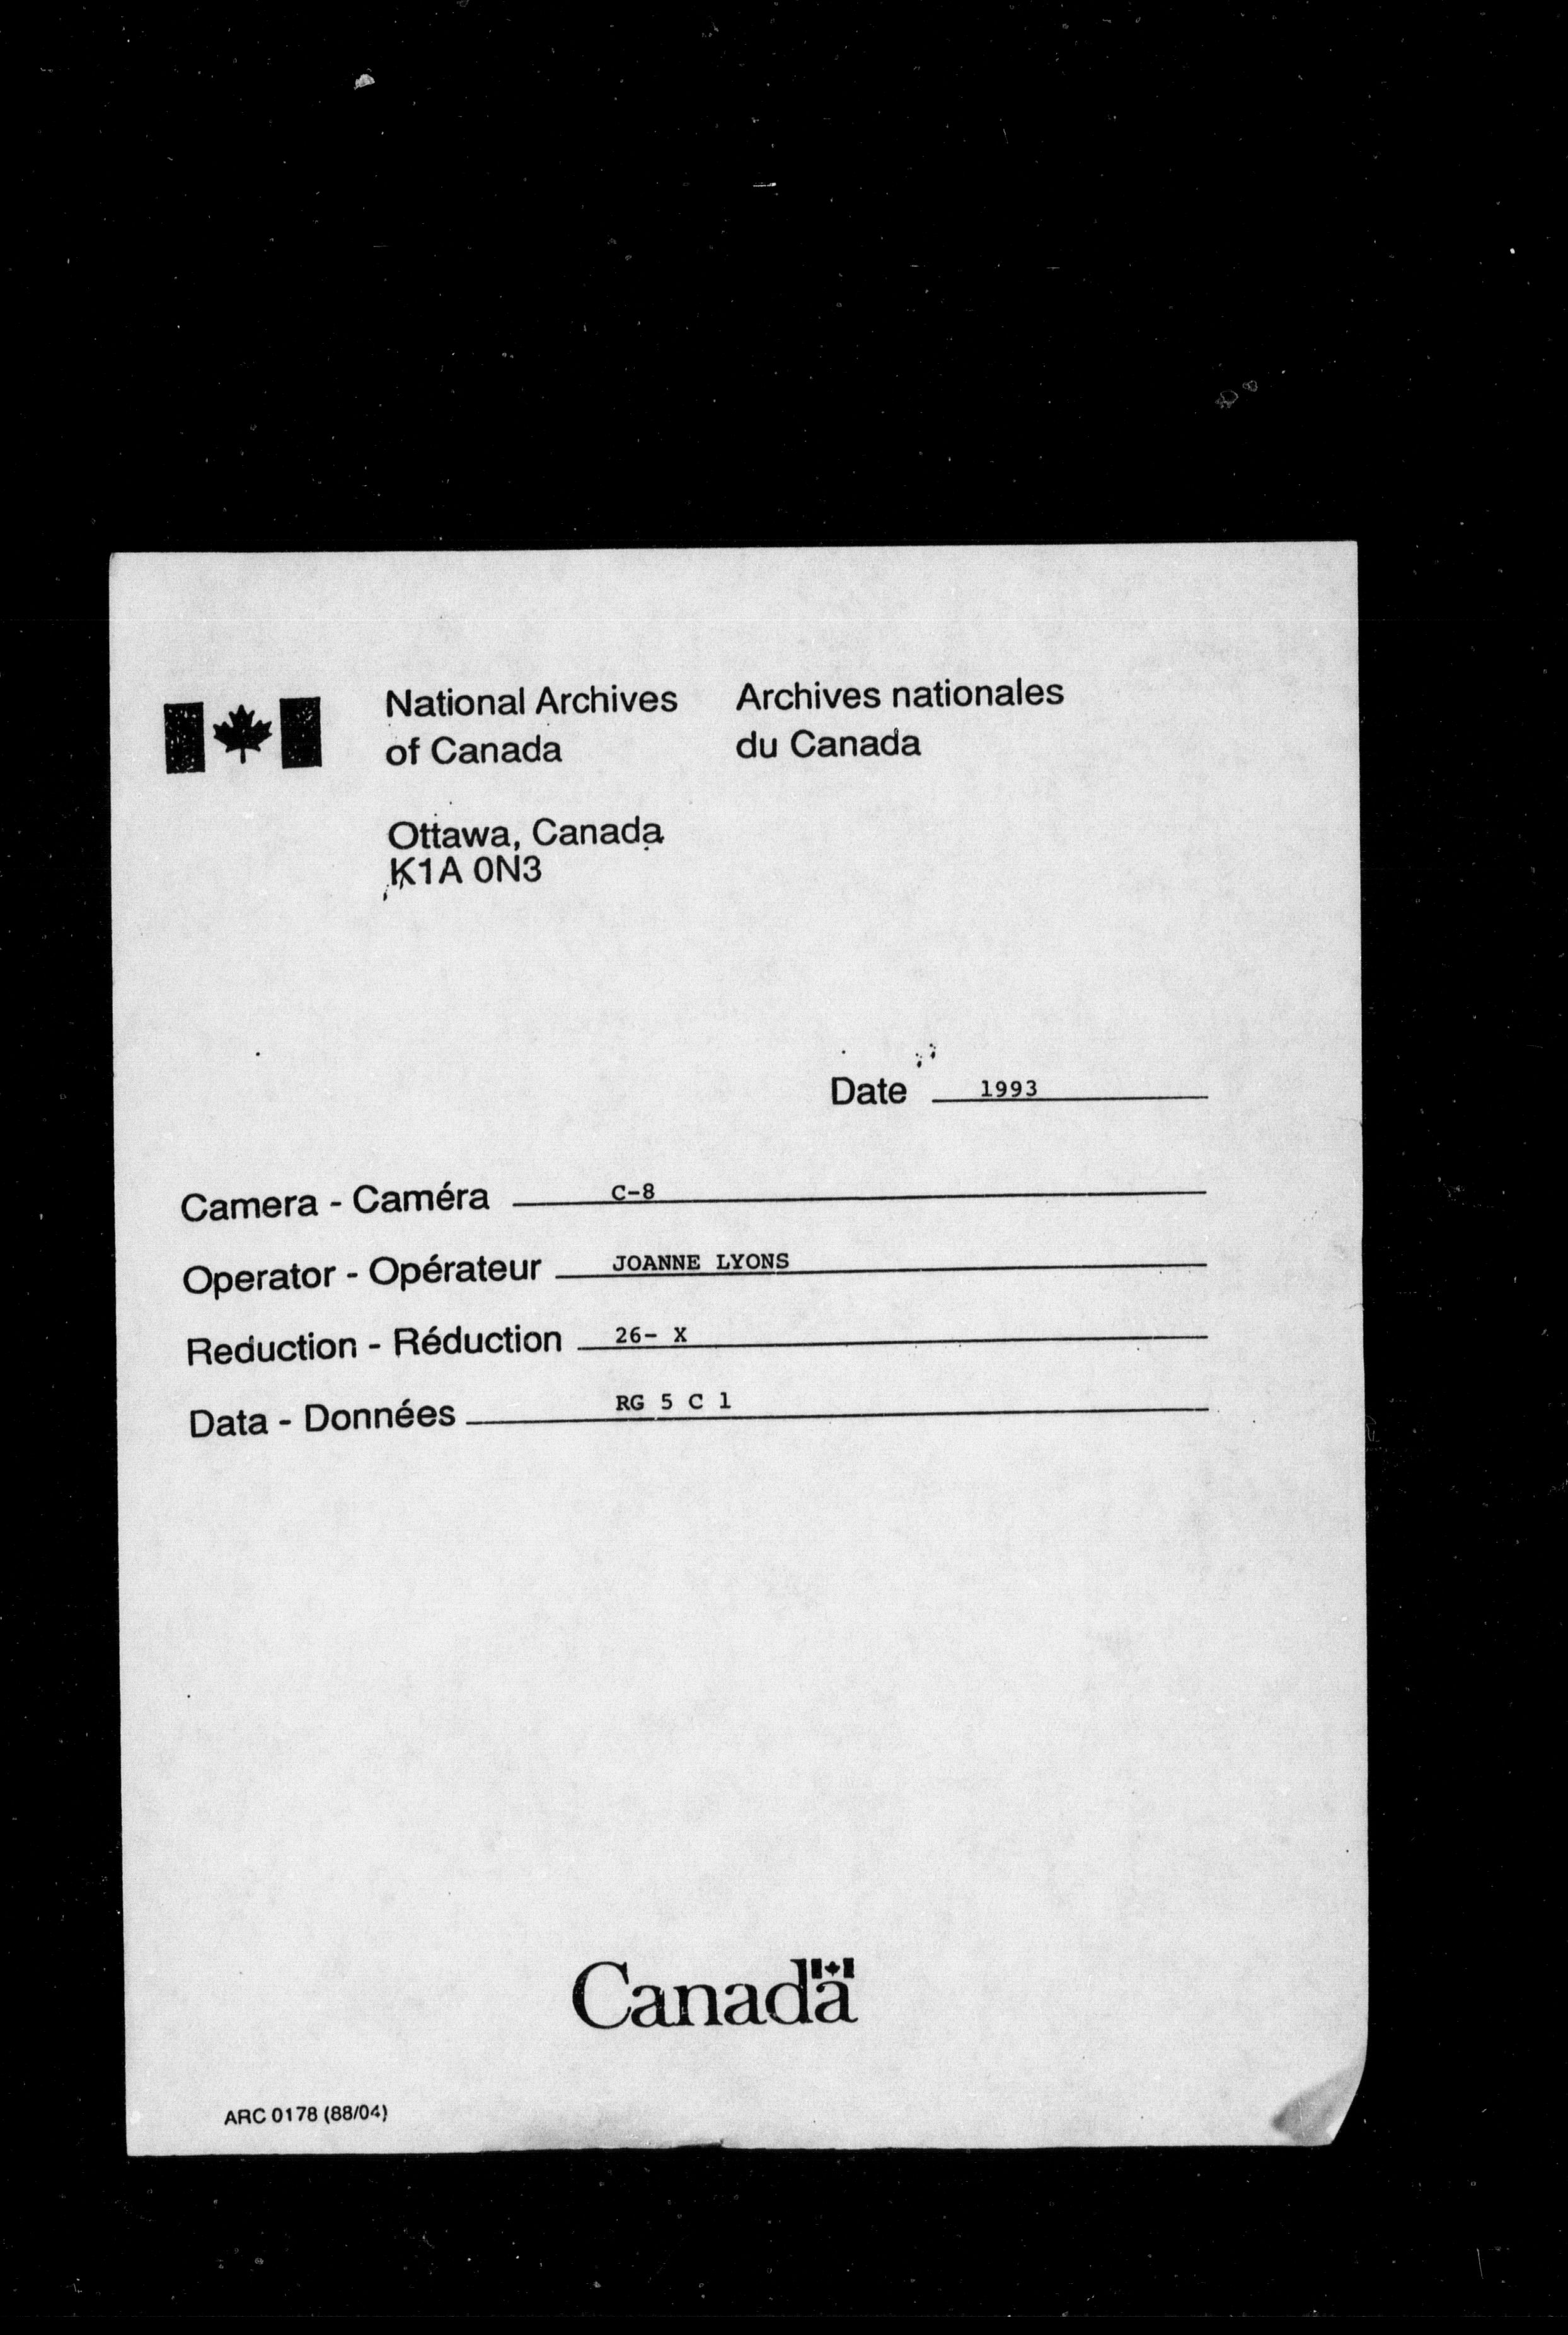 National Archives
of Canada
Archives nationales
du Canada
Ottawa, Canada
K1A 0N3
Date 1993
Camera - Caméra C-8
Operator - Opérateur JOANNE LYONS
Reduction - Réduction 26- X
Data - Données RG 5 C 1
Canada
ARC 0178 (88/04)